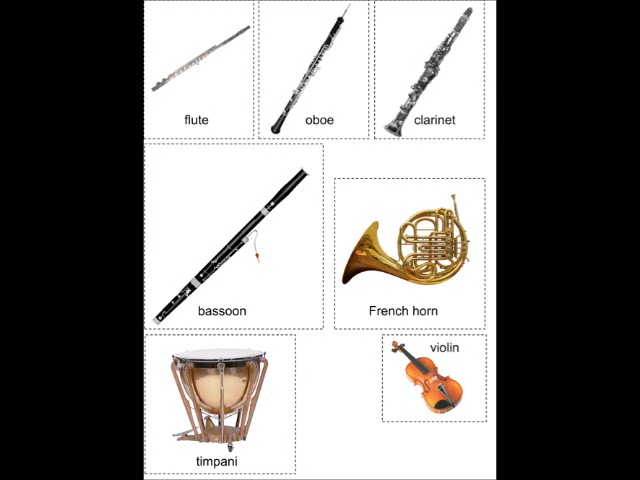 flute
oboe
clarinet
bassoon
French horn
violin
timpani